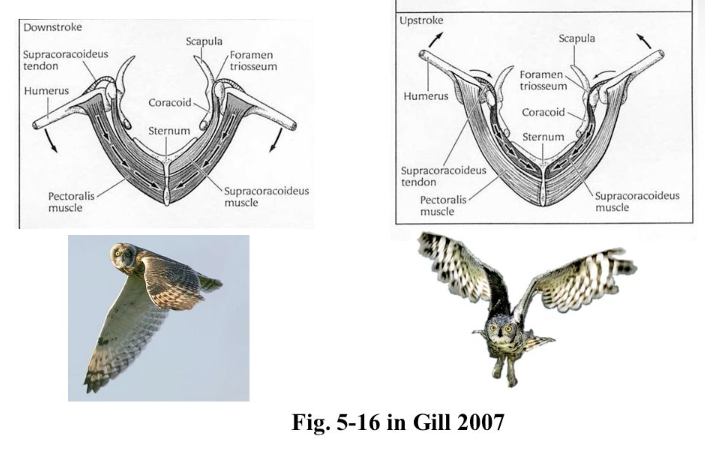 Downstroke
Supracoracoideus
tendon
Humerus
Scapula
Foramen
triosseum
Coracoid
Sternum
Pectoralis
muscle
Supracoracoideus
muscle
Upstroke
Scapula
Foramen
triosseum
Humerus
Coracoid
Sternum
Supracoracoideus
tendon
Pectoralis
muscle
Supracoracoideus
muscle
Fig. 5-16 in Gill 2007